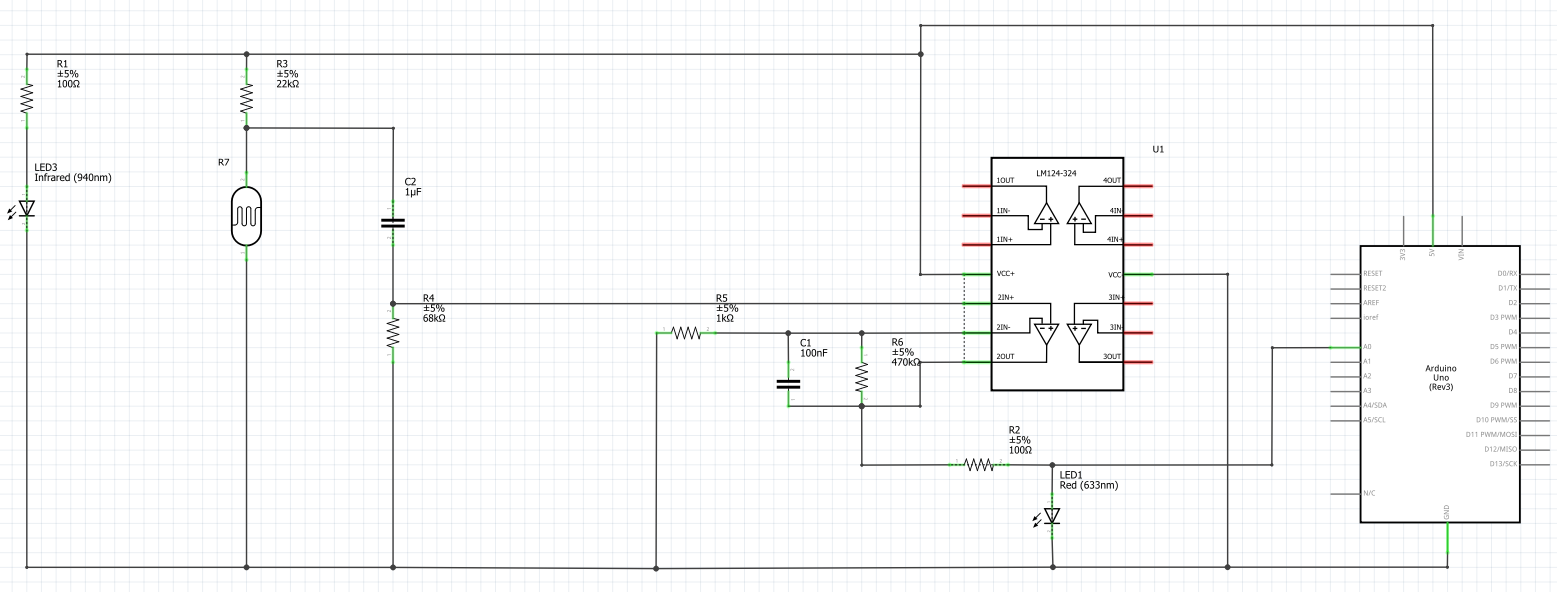 R1
±5%
100Ω
R3
±5%
22kΩ
LED3
Infrared (940nm)
R7
C2
1µF
R4
±5%
68kΩ
R5
±5%
1kΩ
C1
100nF
R6
±5%
470kΩ
R2
±5%
100Ω
LED1
Red (633nm)
U1
LM124-324
1OUT
1IN-
1IN+
VCC+
2IN+
2IN-
2OUT
4OUT
4IN
4IN+
VCC
3IN+
3IN
3OUT
3V3
5V
VIN
RESET
RESET2
AREF
ioref
A0
A1
A2
A3
A4/SDA
A5/SCL
N/C
D0/RX
D1/TX
D2
D3 PWM
D4
D5 PWM
D6 PWM
D7
D8
D9 PWM
D10 PWM/SS
D11 PWM/MOSI
D12/MISO
D13/SCK
Arduino
Uno
(Rev3)
GND